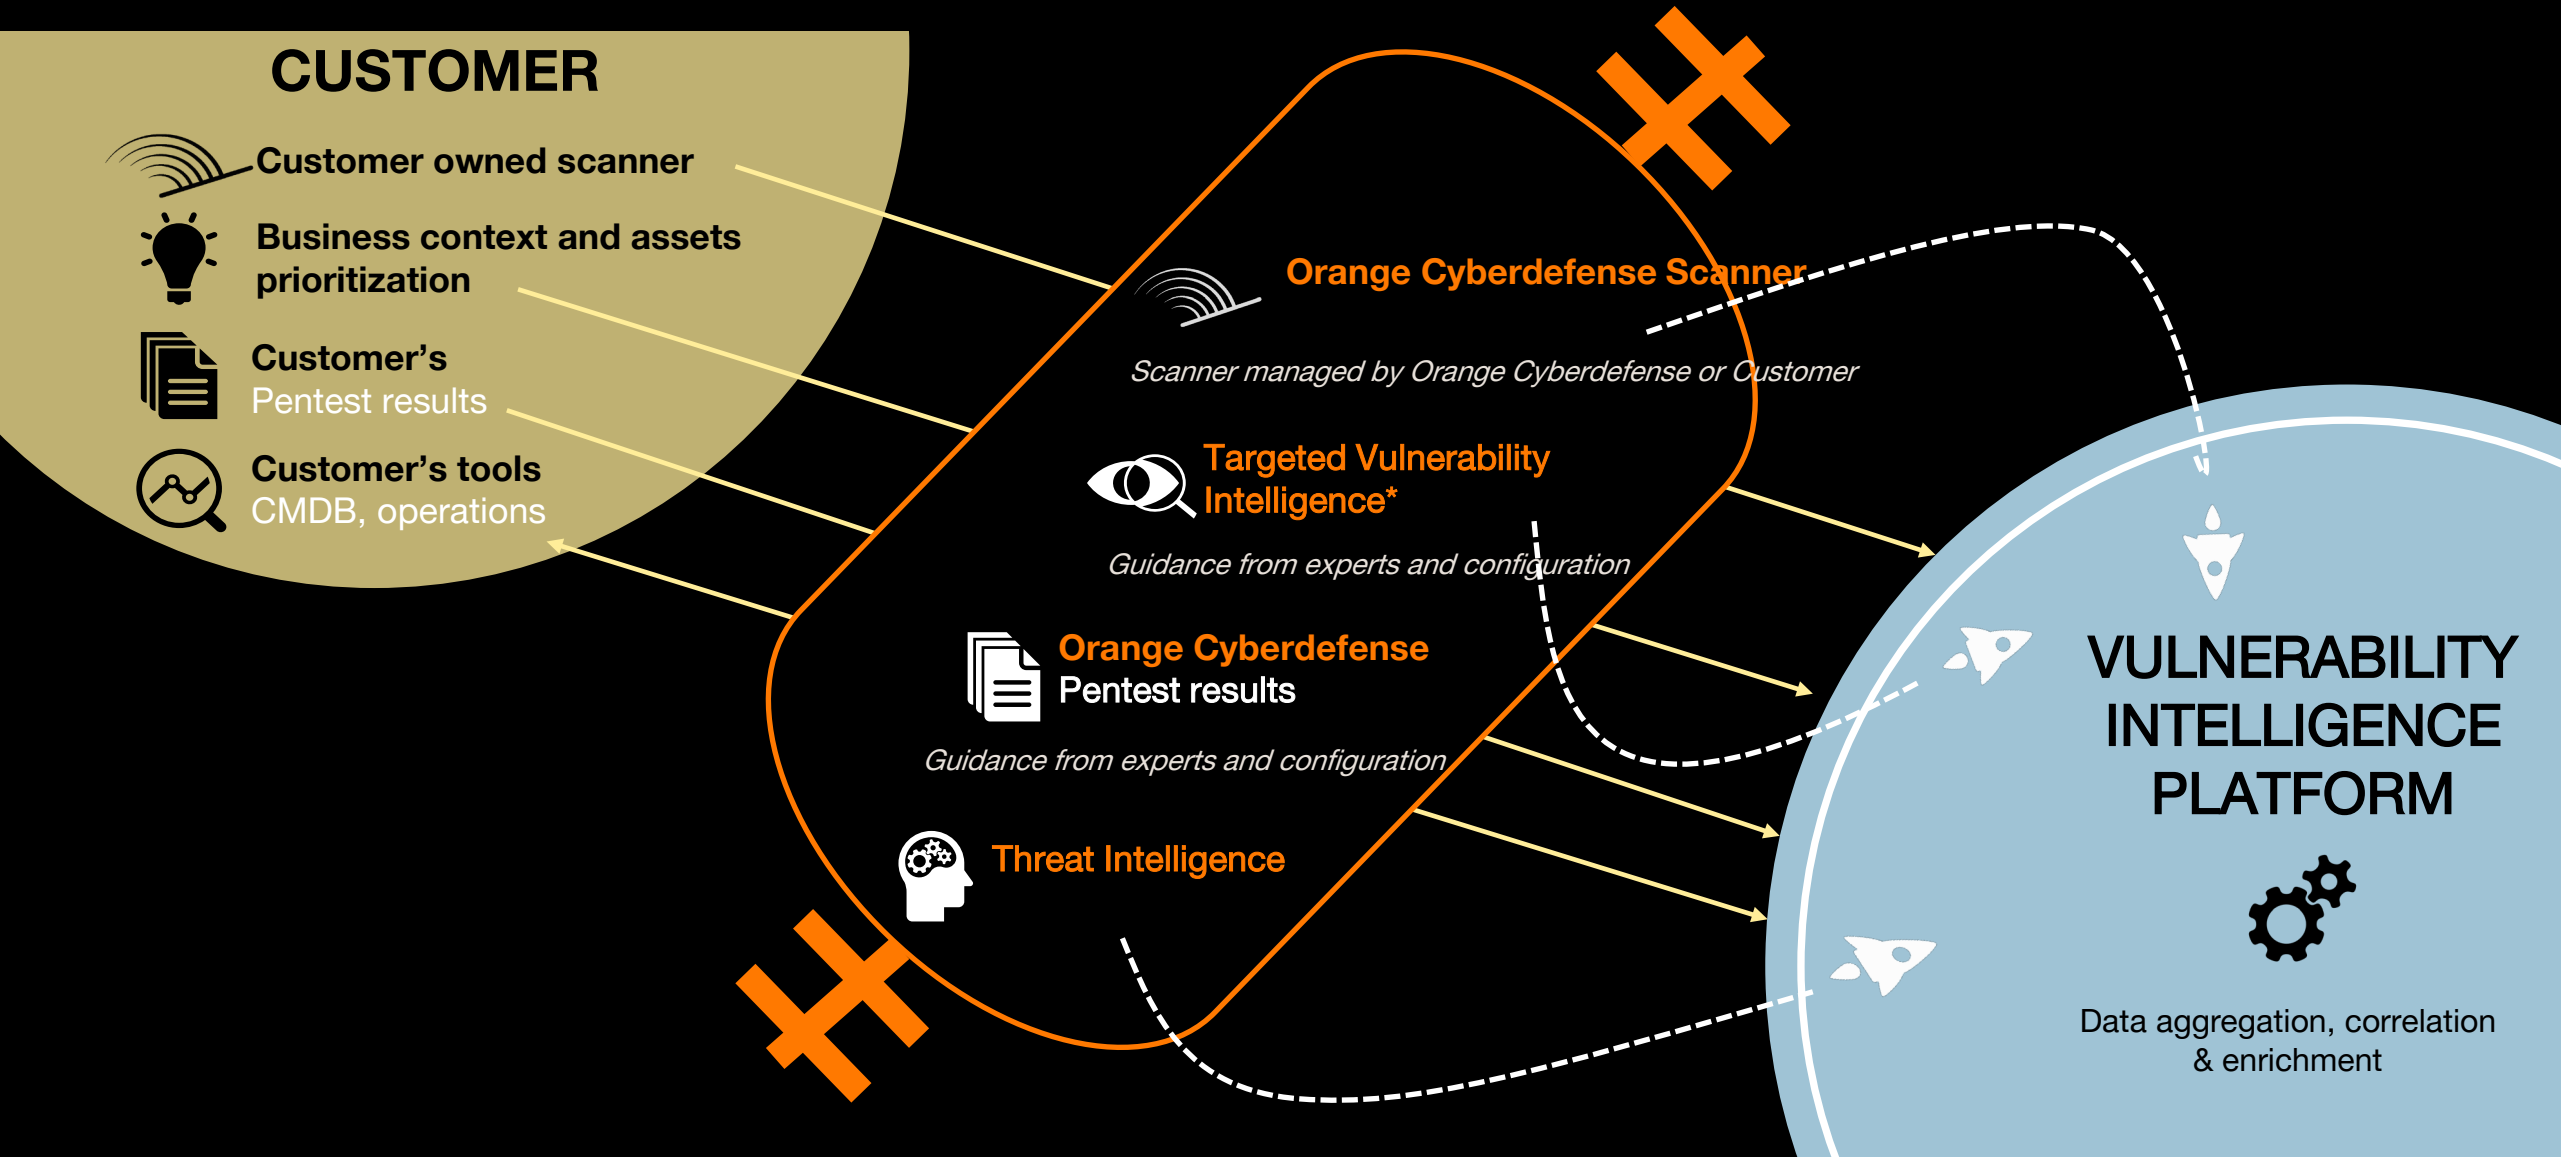 CUSTOMER
Customer owned scanner
Business context and assets
prioritization
Customer’s
Pentest results
Customer’s tools
CMDB, operations
Orange Cyberdefense Scanner
Scanner managed by Orange Cyberdefense or Customer
Targeted Vulnerability
Intelligence*
Guidance from experts and configuration
Orange Cyberdefense
Pentest results
Guidance from experts and configuration
Threat Intelligence
VULNERABILITY
INTELLIGENCE
PLATFORM
Data aggregation, correlation
& enrichment